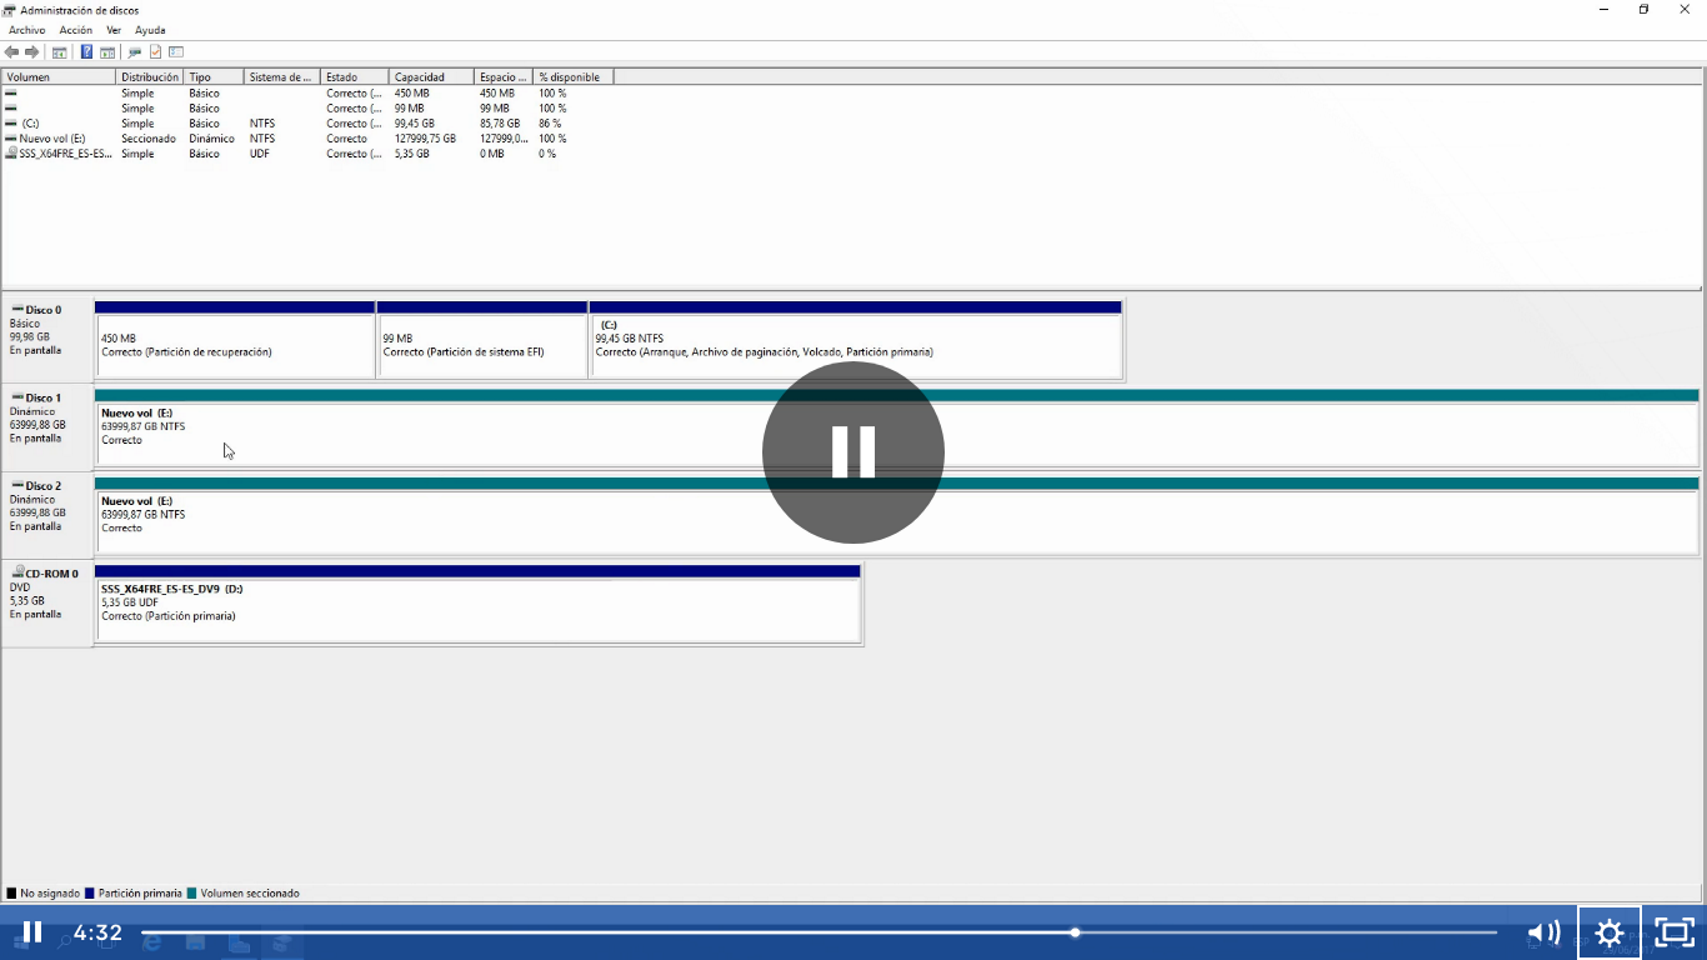 Administración de discos
Archivo Acción Ver Ayuda
Volumen Distribución Tipo Sistema de ... Estado Capacidad Espacio ... % disponible
Simple Básico Correcto (... 450 MB 450 MB 100 %
Simple Básico Correcto (... 99 MB 99 MB 100 %
(C:) Simple Básico NTFS Correcto (... 99,45 GB 85,78 GB 86 %
Nuevo vol (E:) Seccionado Dinámico NTFS Correcto 127999,75 GB 127999,0... 100 %
SSS_X64FRE_ES-ES... Simple Básico UDF Correcto (... 5,35 GB 0 MB 0 %
Disco 0
Básico
99,98 GB
En pantalla
450 MB
Correcto (Partición de recuperación)
99 MB
Correcto (Partición de sistema EFI)
(C:)
99,45 GB NTFS
Correcto (Arranque, Archivo de paginación, Volcado, Partición primaria)
Disco 1
Dinámico
63999,88 GB
En pantalla
Nuevo vol (E:)
63999,87 GB NTFS
Correcto
Disco 2
Dinámico
63999,88 GB
En pantalla
Nuevo vol (E:)
63999,87 GB NTFS
Correcto
CD-ROM 0
DVD
5,35 GB
En pantalla
SSS_X64FRE_ES-ES_DV9 (D:)
5,35 GB UDF
Correcto (Partición primaria)
No asignado Partición primaria Volumen seccionado
4:32